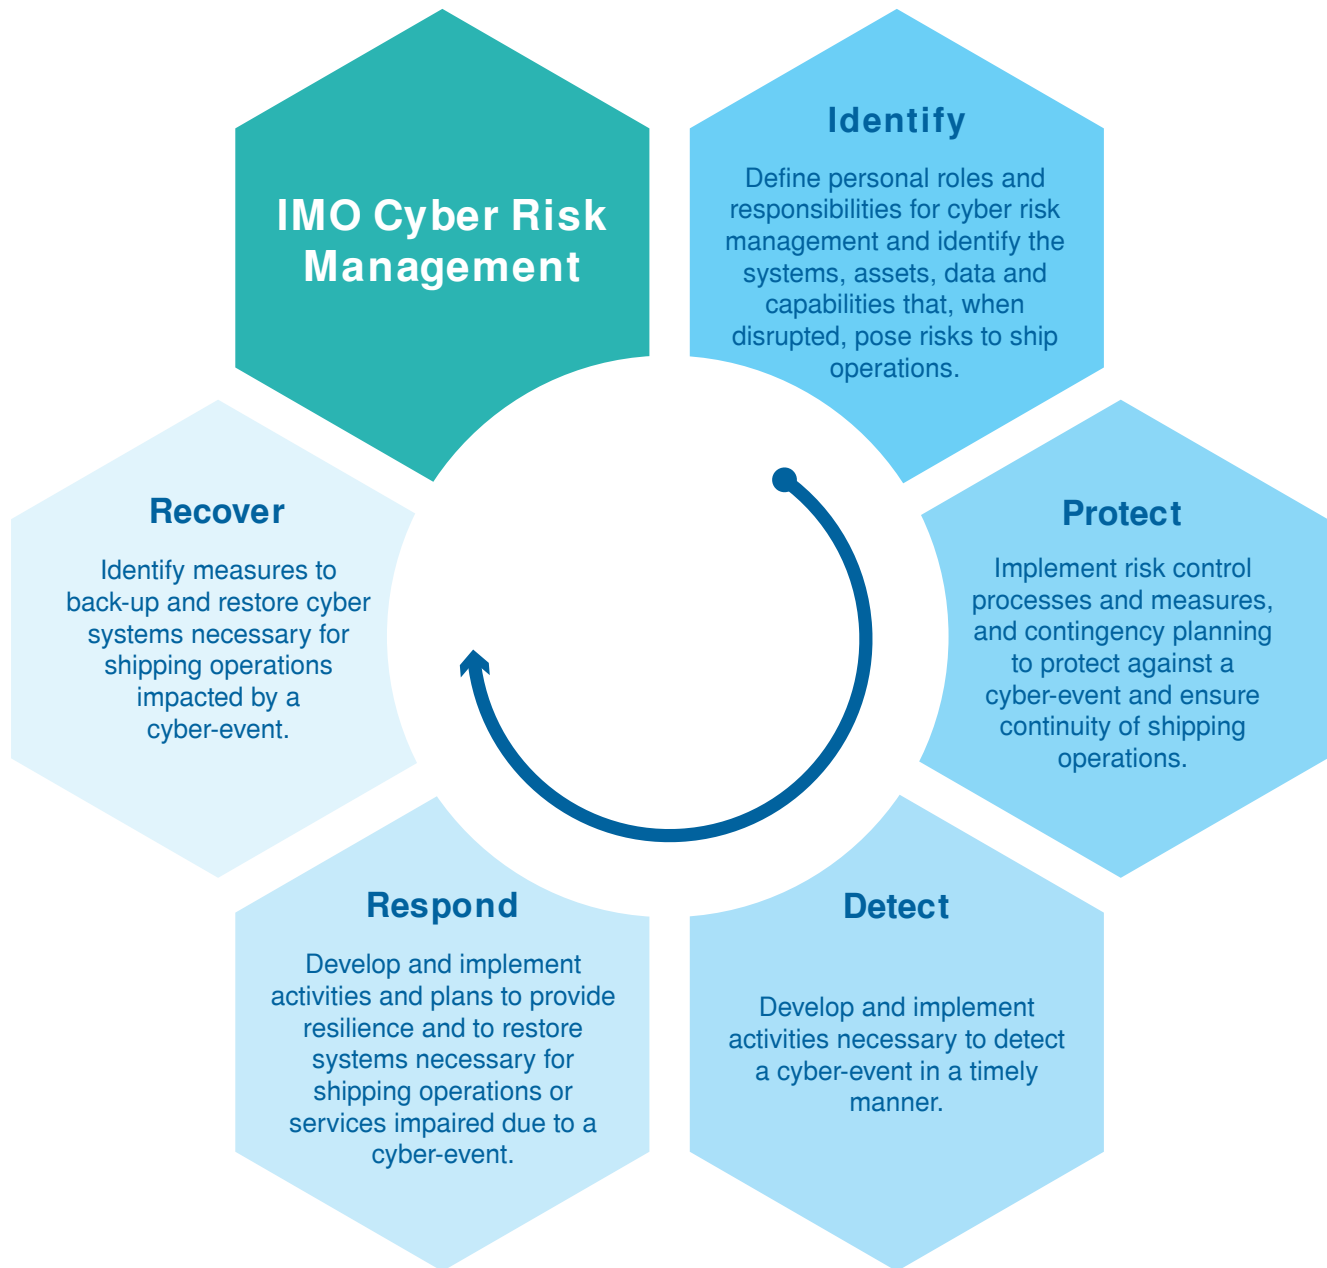 IMO Cyber Risk
Management
Identify
Define personal roles and
responsibilities for cyber risk
management and identify the
systems, assets, data and
capabilities that, when
disrupted, pose risks to ship
operations.
Protect
Implement risk control
processes and measures,
and contingency planning
to protect against a
cyber-event and ensure
continuity of shipping
operations.
Detect
Develop and implement
activities necessary to detect
a cyber-event in a timely
manner.
Respond
Develop and implement
activities and plans to provide
resilience and to restore
systems necessary for
shipping operations or
services impaired due to a
cyber-event.
Recover
Identify measures to
back-up and restore cyber
systems necessary for
shipping operations
impacted by a
cyber-event.